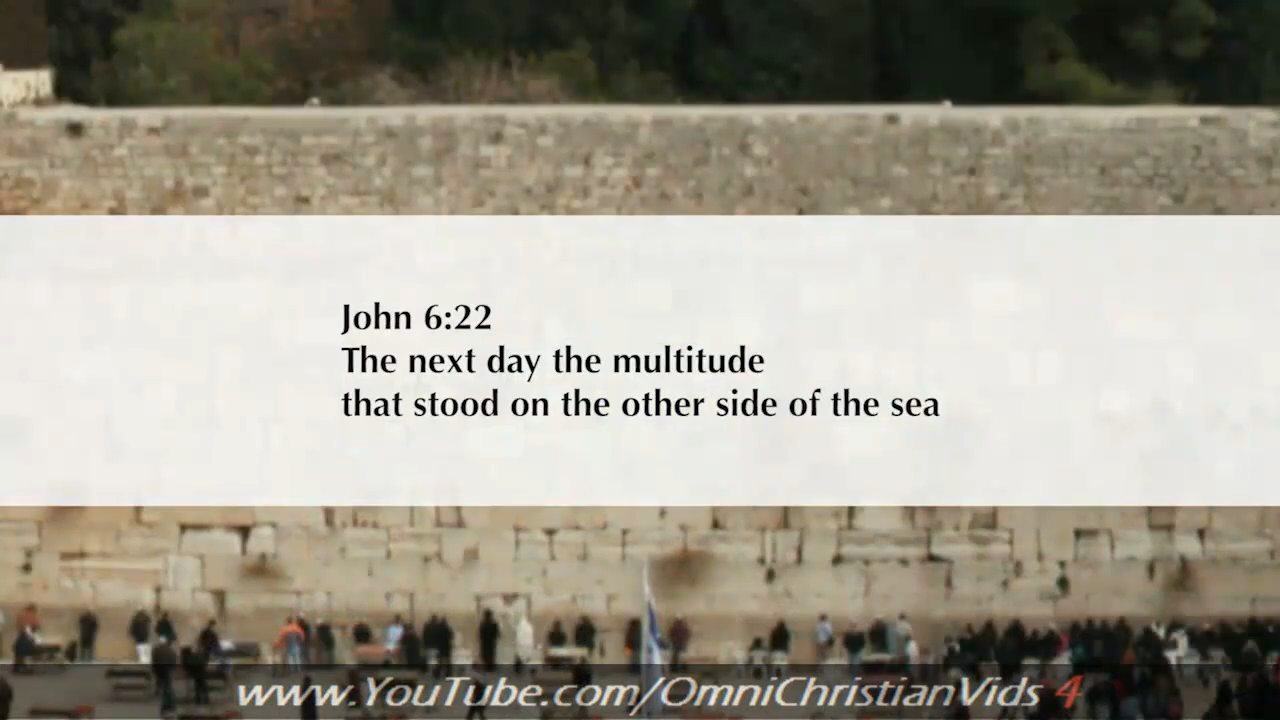 John 6:22
The next day the multitude
that stood on the other side of the sea
www.YouTube.com/OmniChristianVids 4